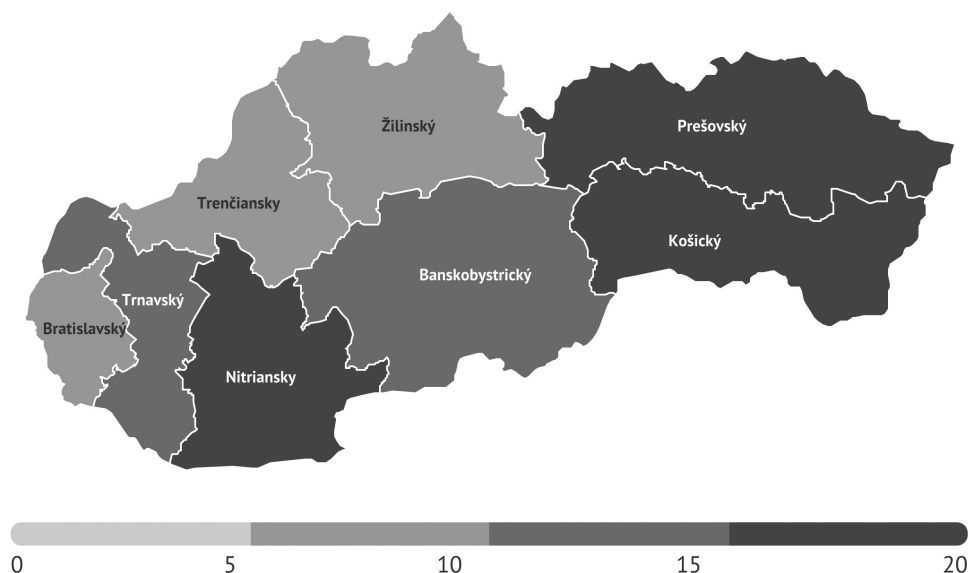 Žilinský
Prešovský
Trenčiansky
Košický
Banskobystrický
Trnavský
Bratislavský
Nitriansky
0 5 10 15 20